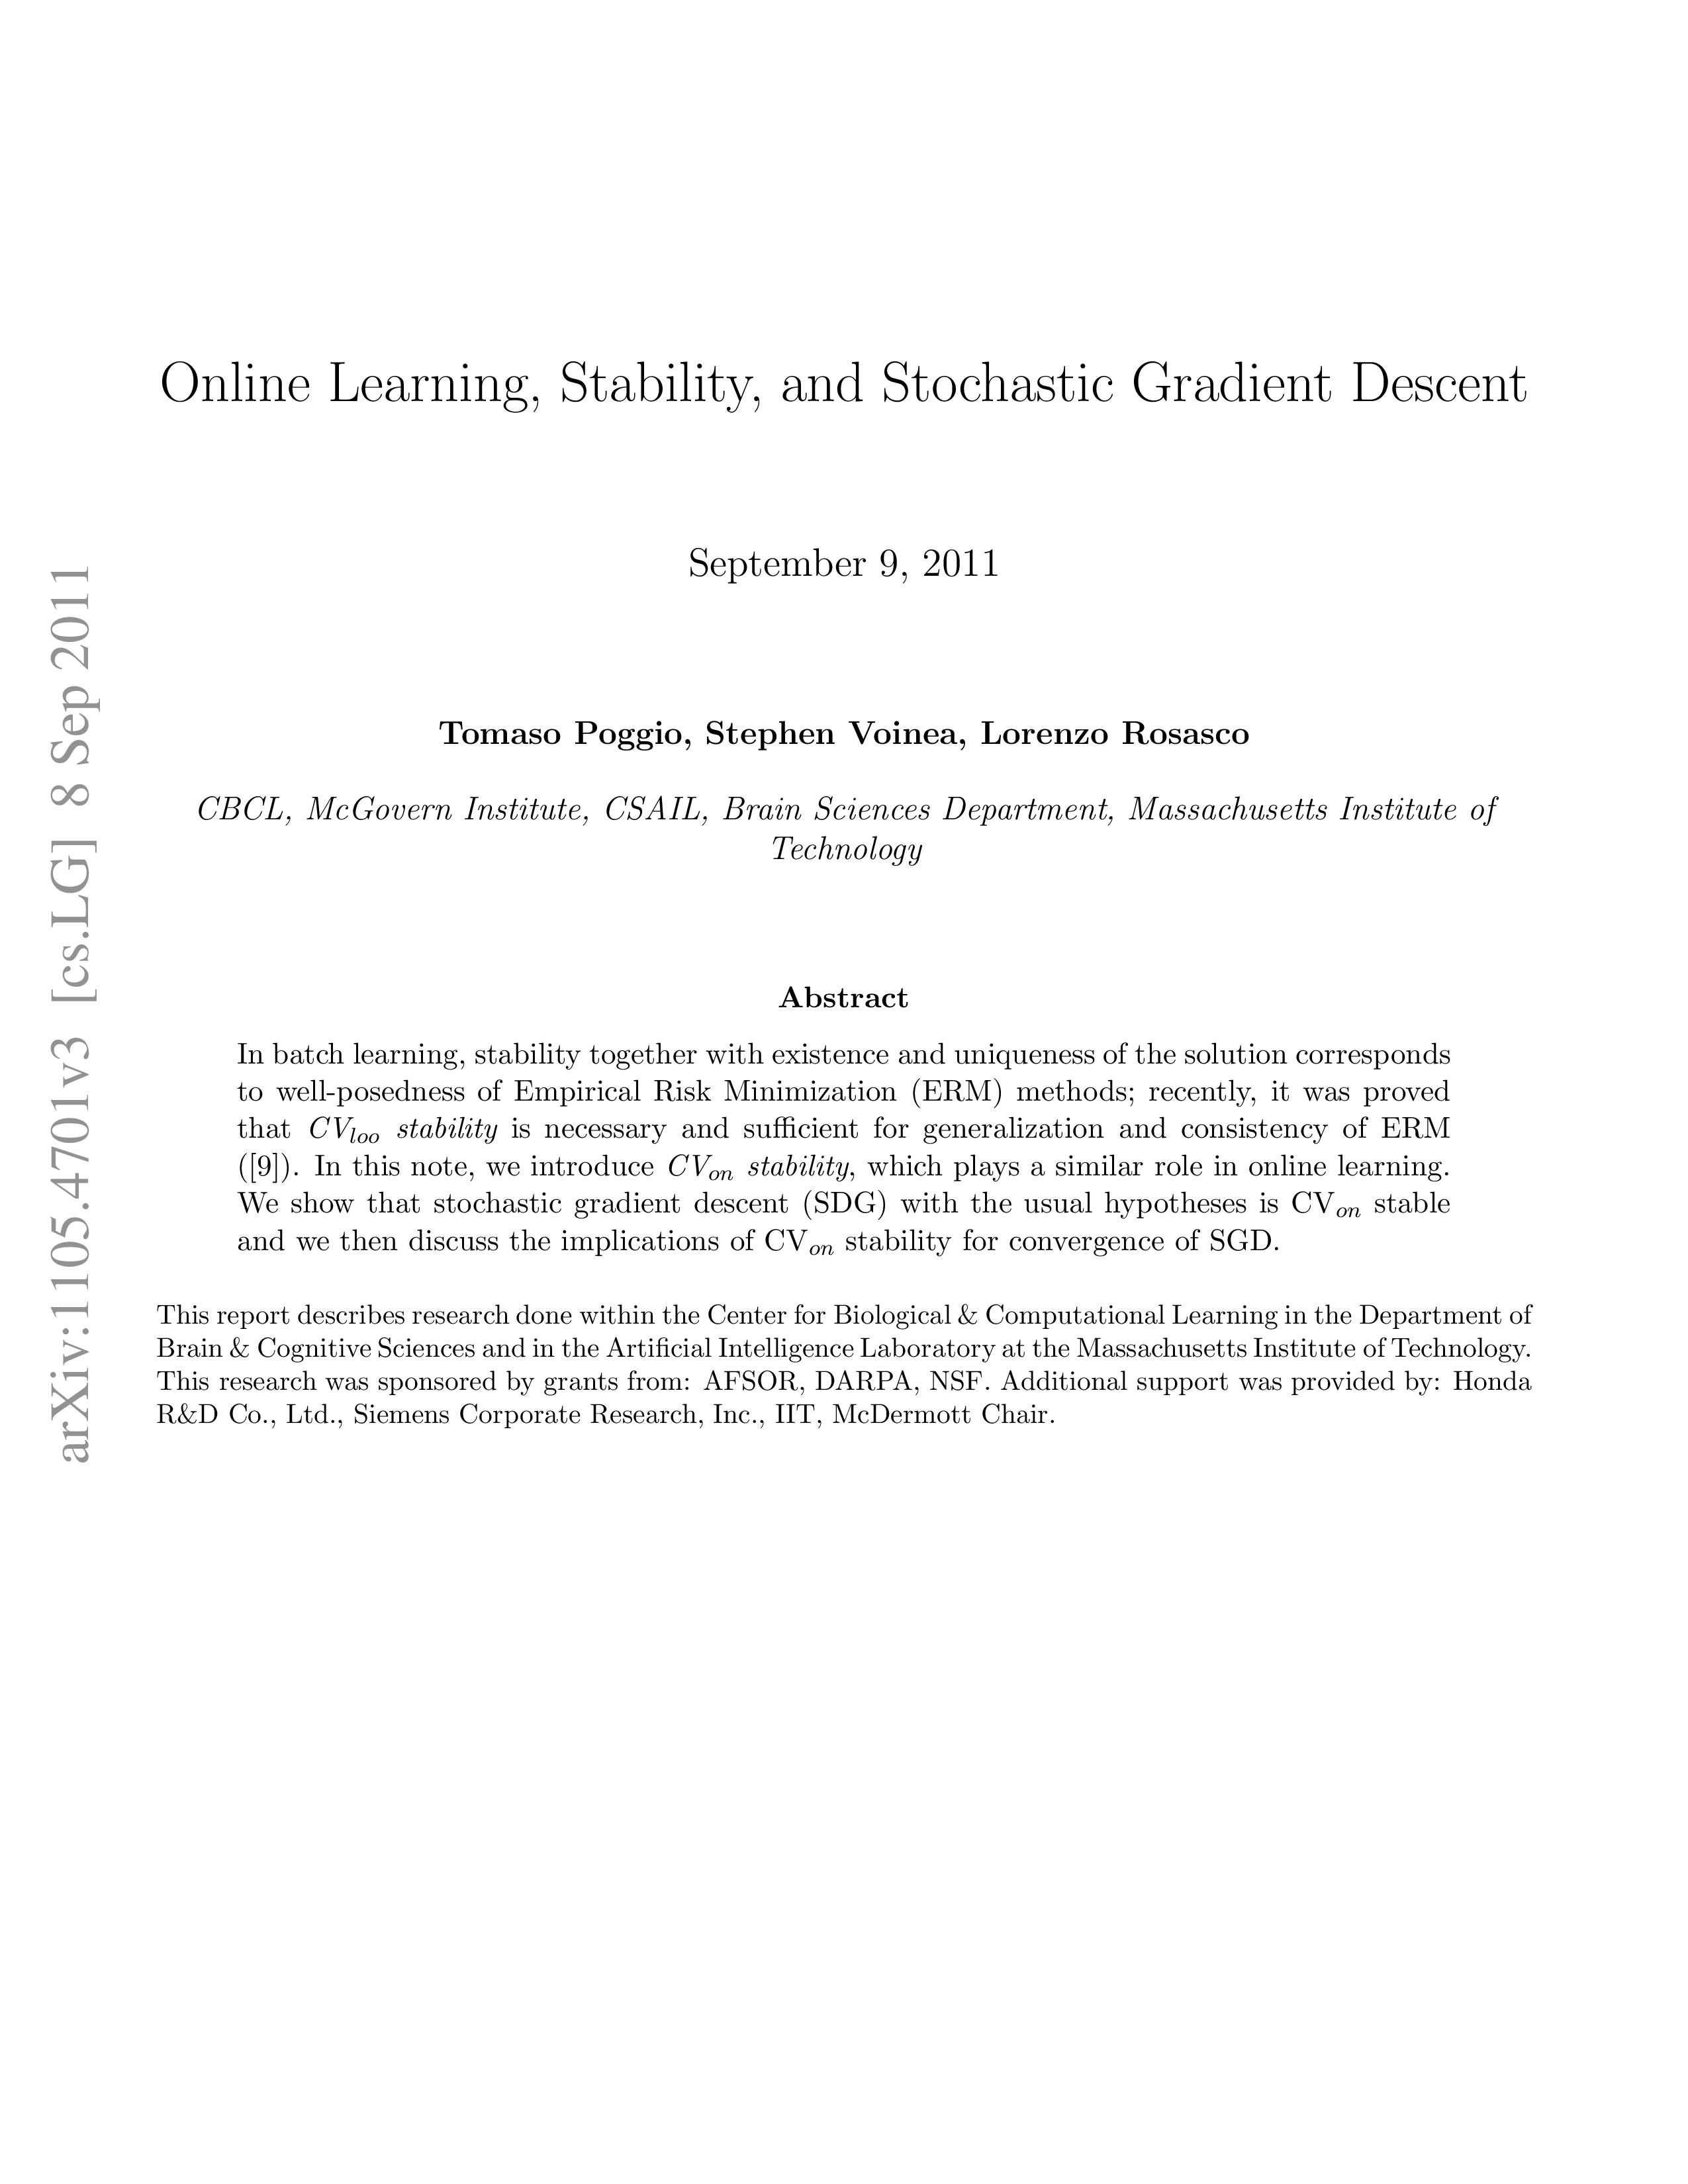 Online Learning, Stability, and Stochastic Gradient Descent
September 9, 2011
Tomaso Poggio, Stephen Voinea, Lorenzo Rosasco
CBCL, McGovern Institute, CSAIL, Brain Sciences Department, Massachusetts Institute of
Technology
Abstract
In batch learning, stability together with existence and uniqueness of the solution corresponds
to well-posedness of Empirical Risk Minimization (ERM) methods; recently, it was proved
that CVloo stability is necessary and sufficient for generalization and consistency of ERM
([9]). In this note, we introduce CVon stability, which plays a similar role in online learning.
We show that stochastic gradient descent (SDG) with the usual hypotheses is CVon stable
and we then discuss the implications of CVon stability for convergence of SGD.
This report describes research done within the Center for Biological & Computational Learning in the Department of
Brain & Cognitive Sciences and in the Artificial Intelligence Laboratory at the Massachusetts Institute of Technology.
This research was sponsored by grants from: AFSOR, DARPA, NSF. Additional support was provided by: Honda
R&D Co., Ltd., Siemens Corporate Research, Inc., IIT, McDermott Chair.
arXiv:1105.4701v3 [cs.LG] 8 Sep 2011